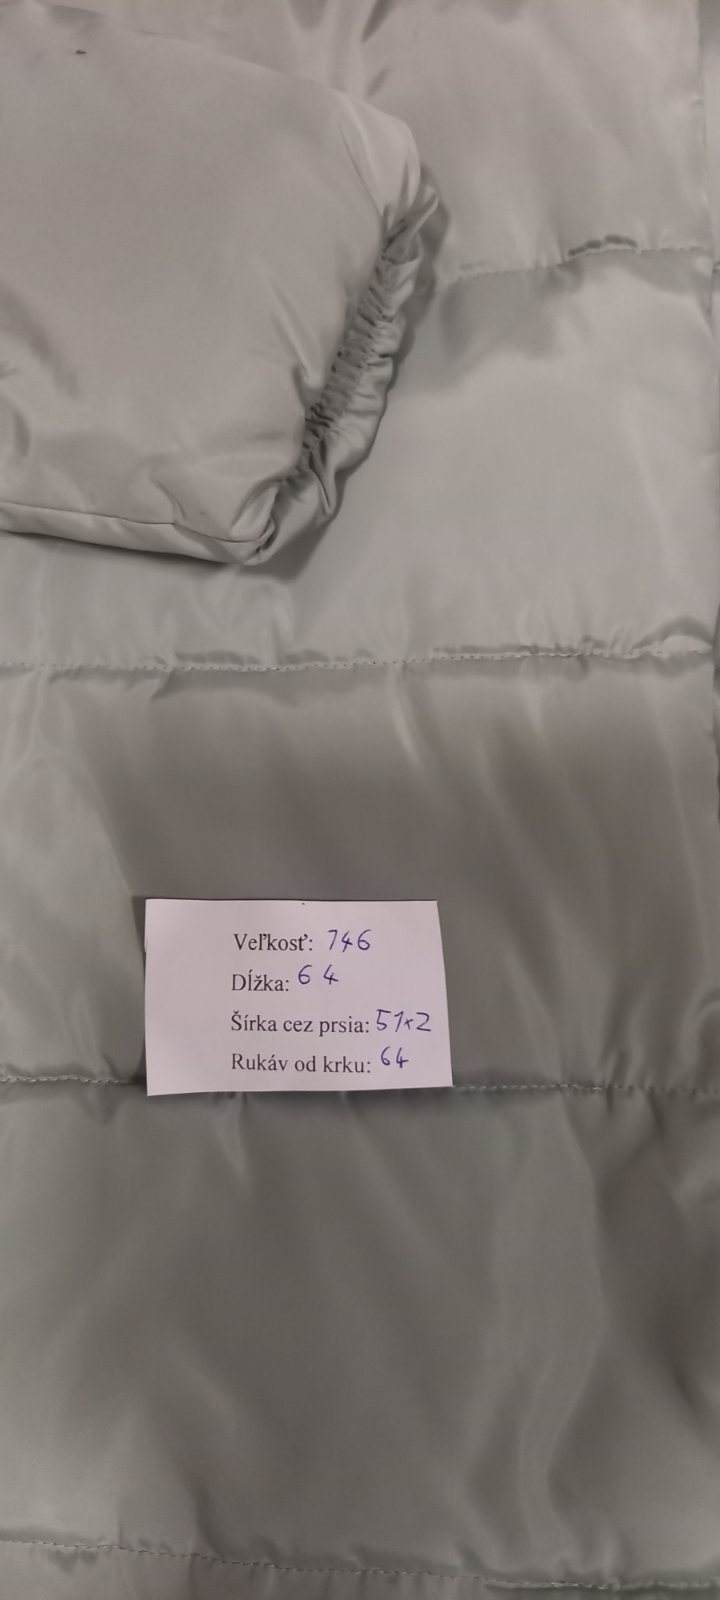 Veľkosť: 146
Dĺžka: 64
Šírka cez prsia: 51x2
Rukáv od krku: 64